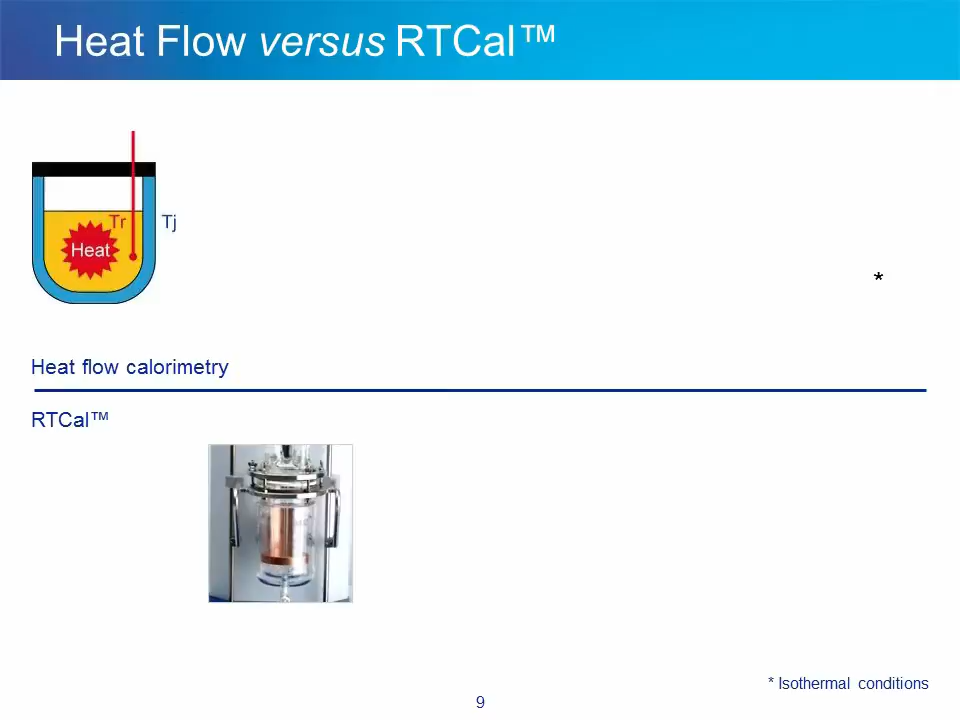 Heat Flow versus RTCal™
Tr
Tj
Heat
*
Heat flow calorimetry
RTCal™
* Isothermal conditions
9